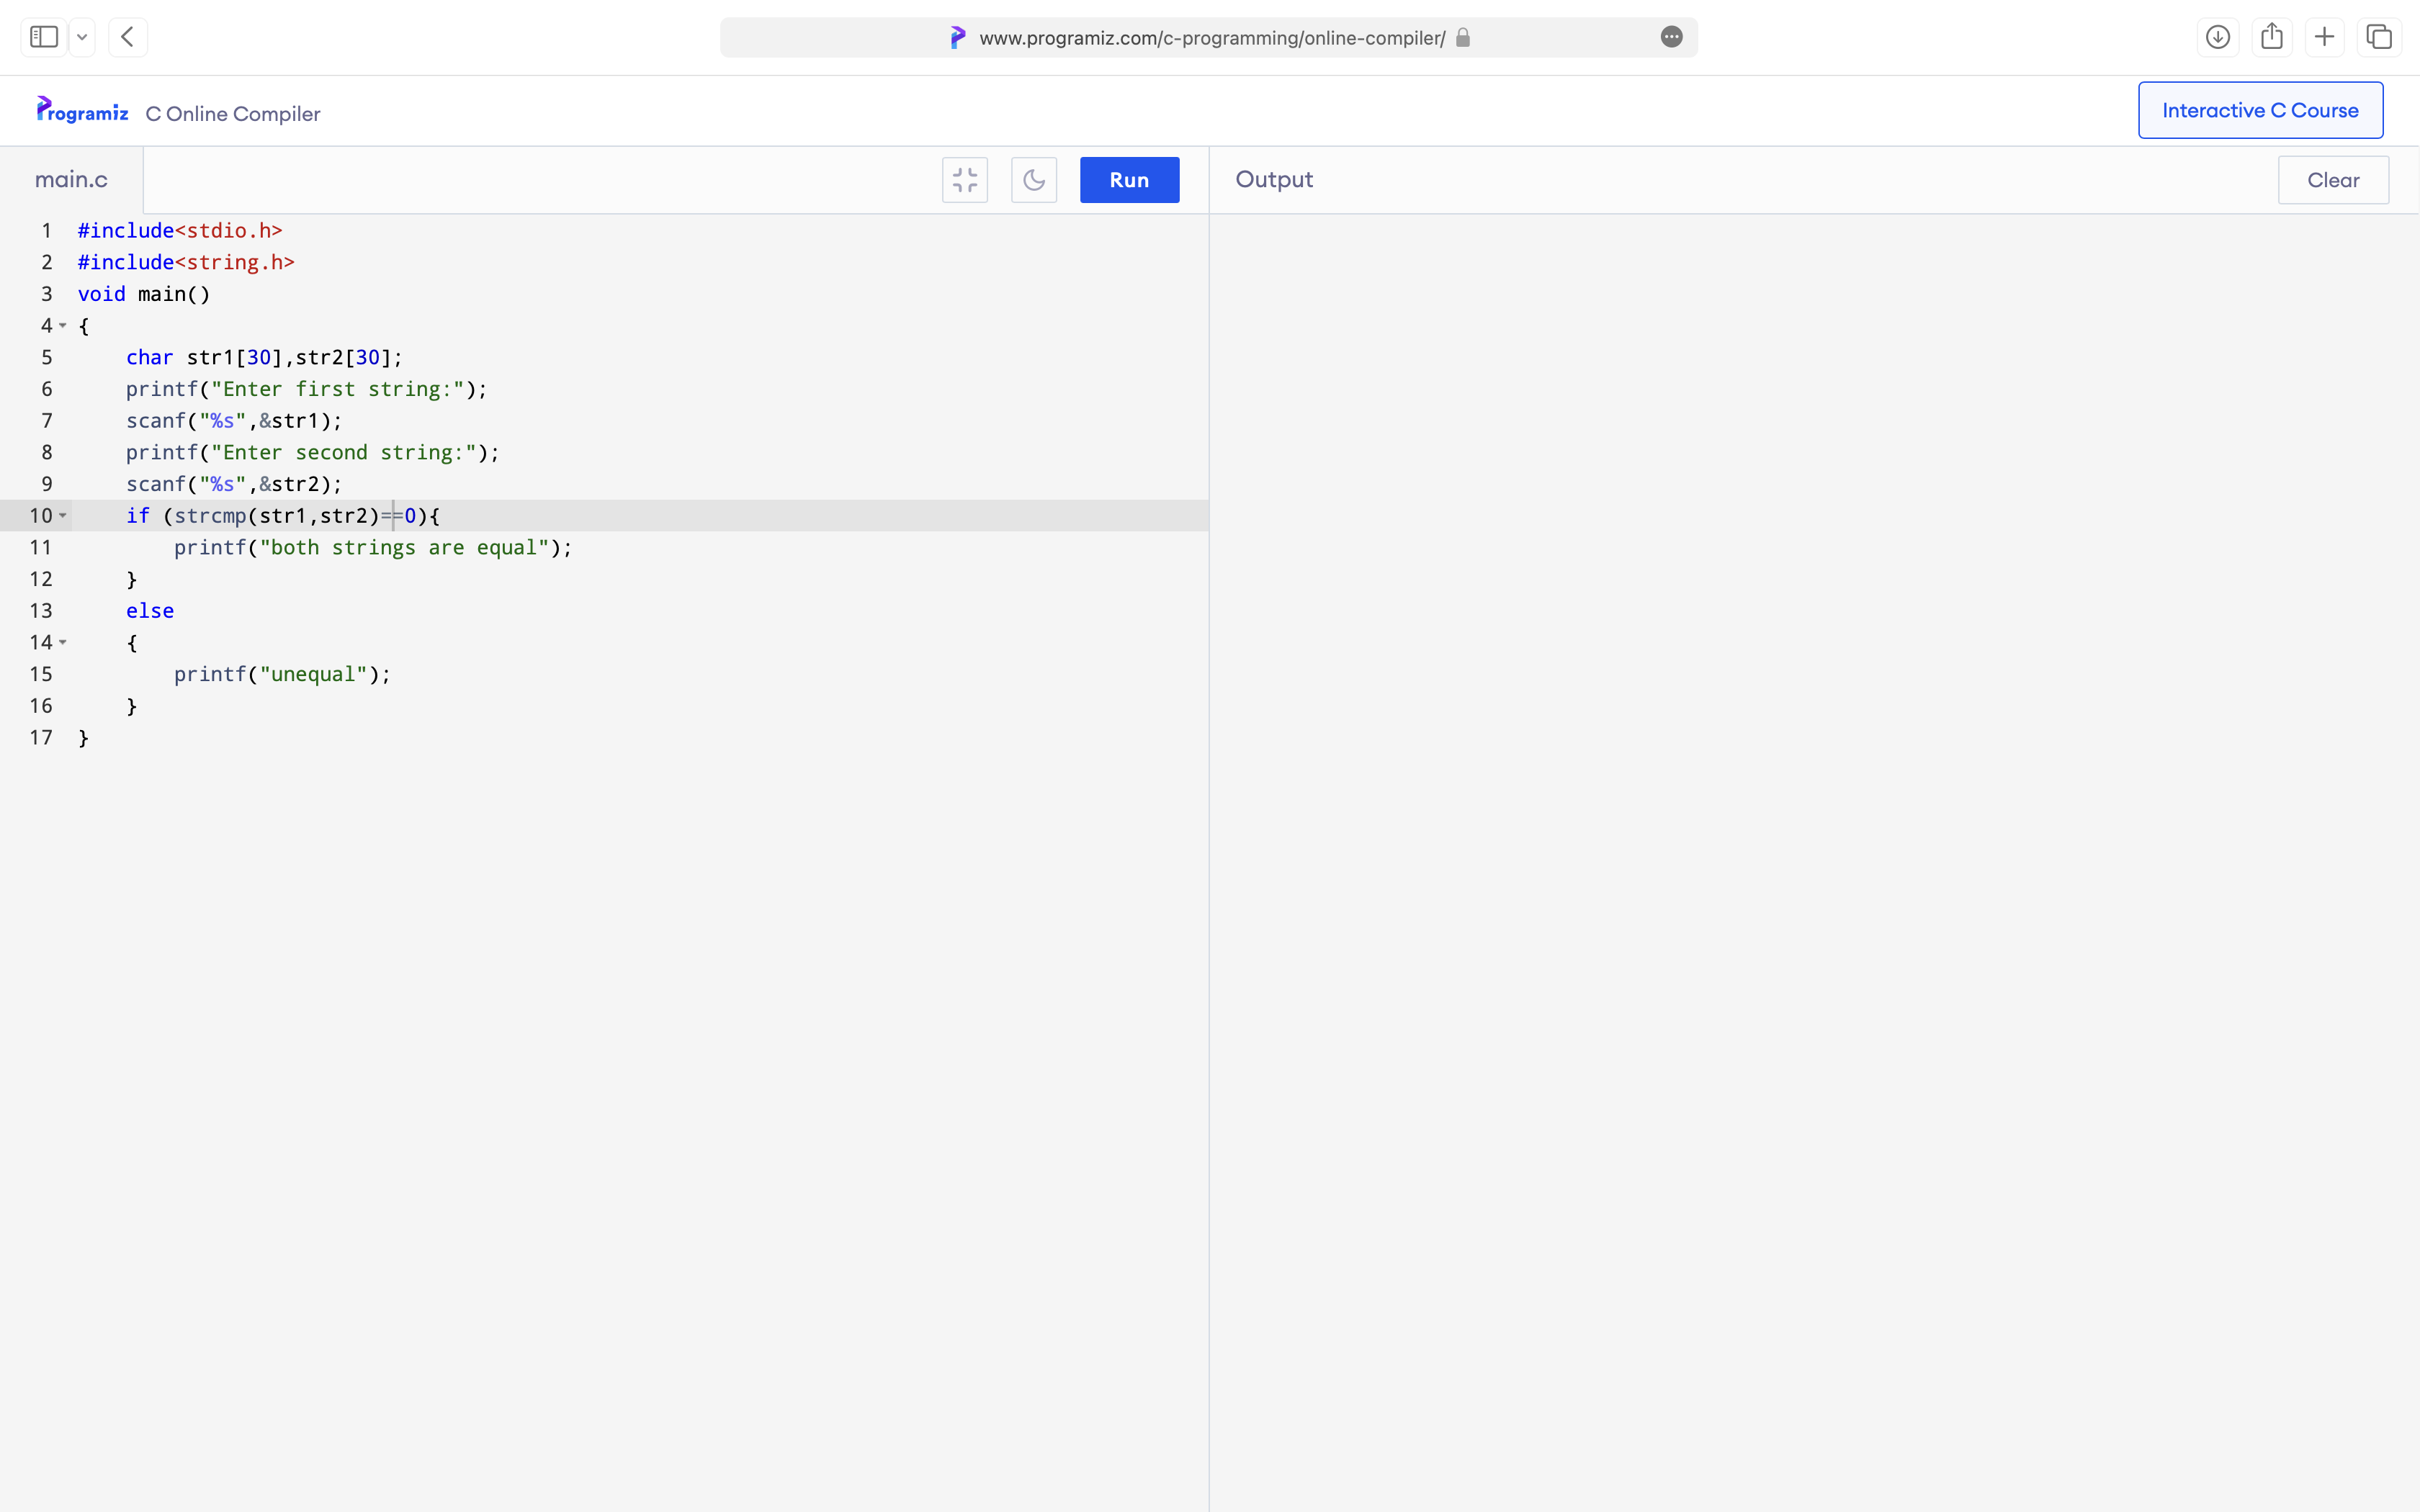 www.programiz.com/c-programming/online-compiler/
Programiz C Online Compiler
Interactive C Course
main.c
Run
Output
Clear
1 #include<stdio.h>
2 #include<string.h>
3 void main()
4 {
5 char str1[30],str2[30];
6 printf("Enter first string:");
7 scanf("%s",&str1);
8 printf("Enter second string:");
9 scanf("%s",&str2);
10 if (strcmp(str1,str2)==0){
11 printf("both strings are equal");
12 }
13 else
14 {
15 printf("unequal");
16 }
17 }